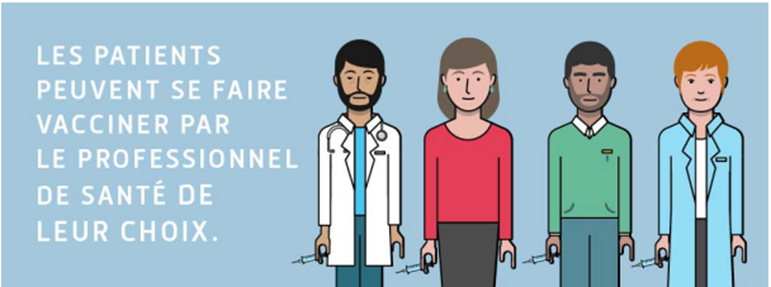 LES PATIENTS
PEUVENT SE FAIRE
VACCINER PAR
LE PROFESSIONNEL
DE SANTÉ DE
LEUR CHOIX.